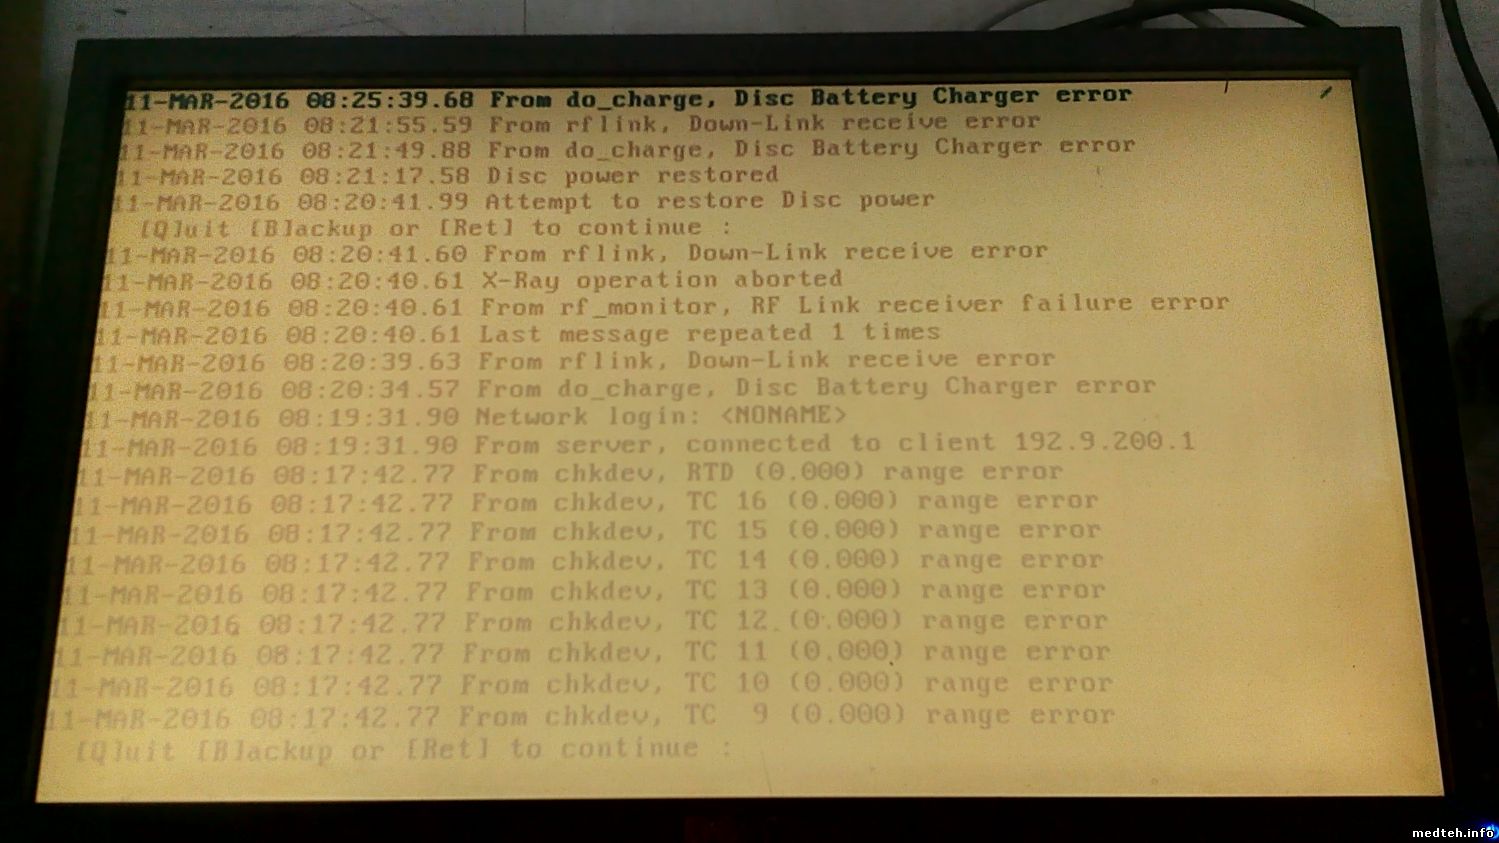 11-MAR-2016 08:25:39.68 From do_charge, Disc Battery Charger error
11-MAR-2016 08:21:55.59 From rflink, Down-Link receive error
11-MAR-2016 08:21:49.88 From do_charge, Disc Battery Charger error
11-MAR-2016 08:21:17.58 Disc power restored
11-MAR-2016 08:20:41.99 Attempt to restore Disc power
[Q]uit [B]ackup or [Ret] to continue :
11-MAR-2016 08:20:41.60 From rflink, Down-Link receive error
11-MAR-2016 08:20:40.61 X-Ray operation aborted
11-MAR-2016 08:20:40.61 From rf_monitor, RF Link receiver failure error
11-MAR-2016 08:20:40.61 Last message repeated 1 times
11-MAR-2016 08:20:39.63 From rflink, Down-Link receive error
11-MAR-2016 08:20:34.57 From do_charge, Disc Battery Charger error
11-MAR-2016 08:19:31.90 Network login: <NONAME>
11-MAR-2016 08:19:31.90 From server, connected to client 192.9.200.1
11-MAR-2016 08:17:42.77 From chkdev, RTD (0.000) range error
11-MAR-2016 08:17:42.77 From chkdev, TC 16 (0.000) range error
11-MAR-2016 08:17:42.77 From chkdev, TC 15 (0.000) range error
11-MAR-2016 08:17:42.77 From chkdev, TC 14 (0.000) range error
11-MAR-2016 08:17:42.77 From chkdev, TC 13 (0.000) range error
11-MAR-2016 08:17:42.77 From chkdev, TC 12 (0.000) range error
11-MAR-2016 08:17:42.77 From chkdev, TC 11 (0.000) range error
11-MAR-2016 08:17:42.77 From chkdev, TC 10 (0.000) range error
11-MAR-2016 08:17:42.77 From chkdev, TC 9 (0.000) range error
[Q]uit [B]ackup or [Ret] to continue :
medteh.info